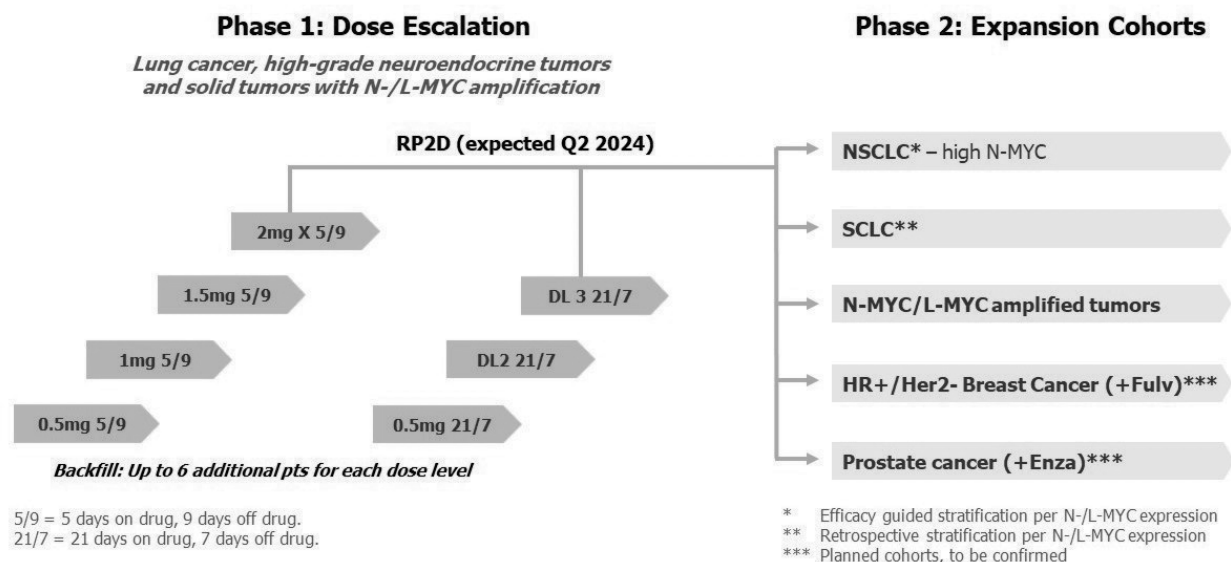 Phase 1: Dose Escalation
Lung cancer, high-grade neuroendocrine tumors
and solid tumors with N-/L-MYC amplification
RP2D (expected Q2 2024)
2mg X 5/9
1.5mg 5/9
1mg 5/9
0.5mg 5/9
DL 3 21/7
DL2 21/7
0.5mg 21/7
Backfill: Up to 6 additional pts for each dose level
5/9 = 5 days on drug, 9 days off drug.
21/7 = 21 days on drug, 7 days off drug.
Phase 2: Expansion Cohorts
NSCLC* – high N-MYC
SCLC**
N-MYC/L-MYC amplified tumors
HR+/Her2- Breast Cancer (+Fulv)***
Prostate cancer (+Enza)***
* Efficacy guided stratification per N-/L-MYC expression
** Retrospective stratification per N-/L-MYC expression
*** Planned cohorts, to be confirmed